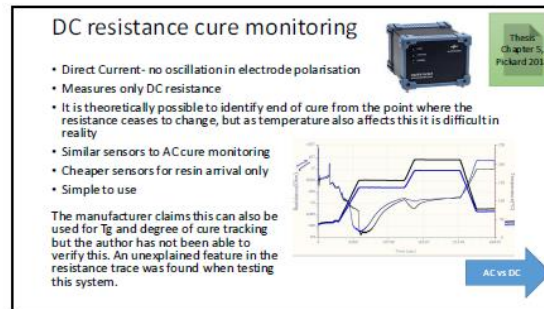 DC resistance cure monitoring
Thesis
Chapter 5,
Pickard 201
• Direct Current- no oscillation in electrode polarisation
• Measures only DC resistance
• It is theoretically possible to identify end of cure from the point where the
resistance ceases to change, but as temperature also affects this it is difficult in
reality
• Similar sensors to AC cure monitoring
• Cheaper sensors for resin arrival only
• Simple to use
The manufacturer claims this can also be
used for Tg and degree of cure tracking
but the author has not been able to
verify this. An unexplained feature in the
resistance trace was found when testing
this system.
AC vs DC